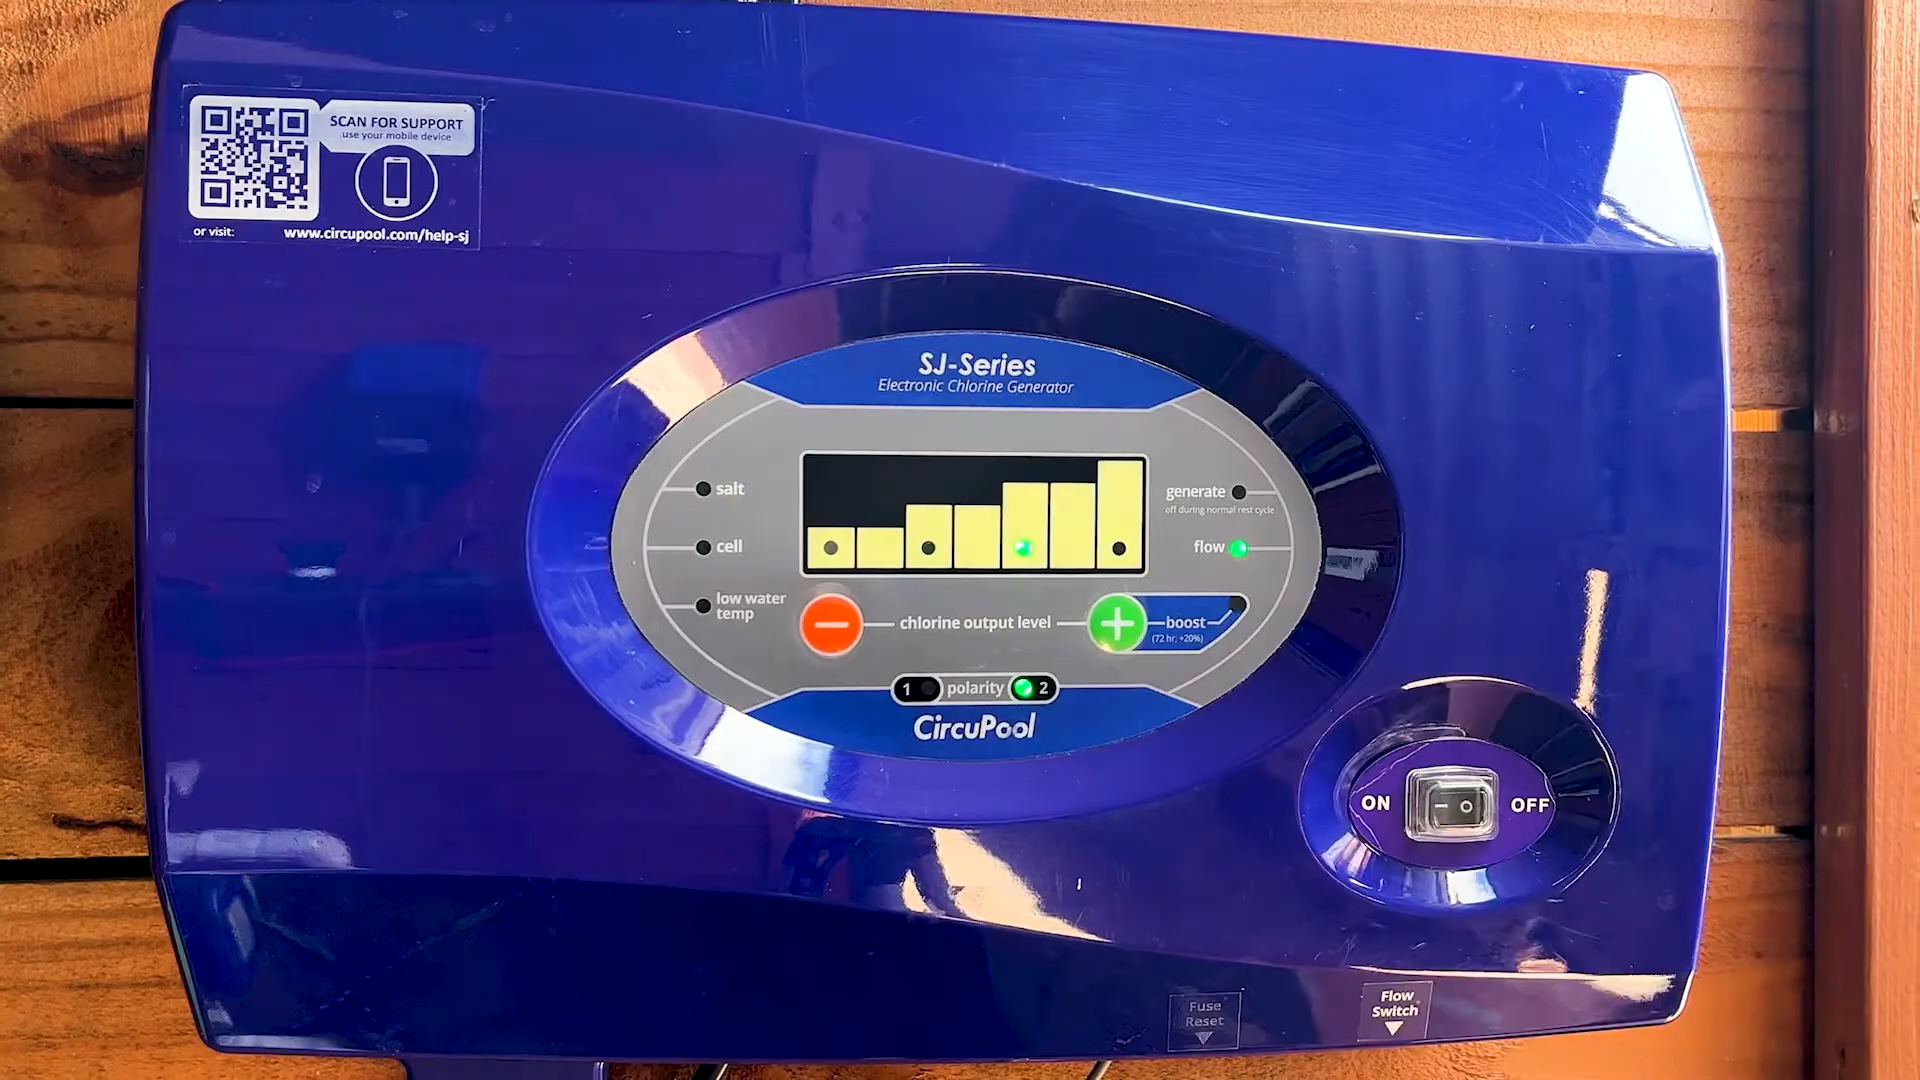 SCAN FOR SUPPORT
use your mobile device
or visit: www.circupool.com/help-sj
SJ-Series
Electronic Chlorine Generator
salt
cell
low water
temp
generate
off during normal rest cycle
flow
chlorine output level
boost
(72 hr, +20%)
1 polarity 2
CircuPool
ON OFF
Fuse
Reset
Flow
Switch